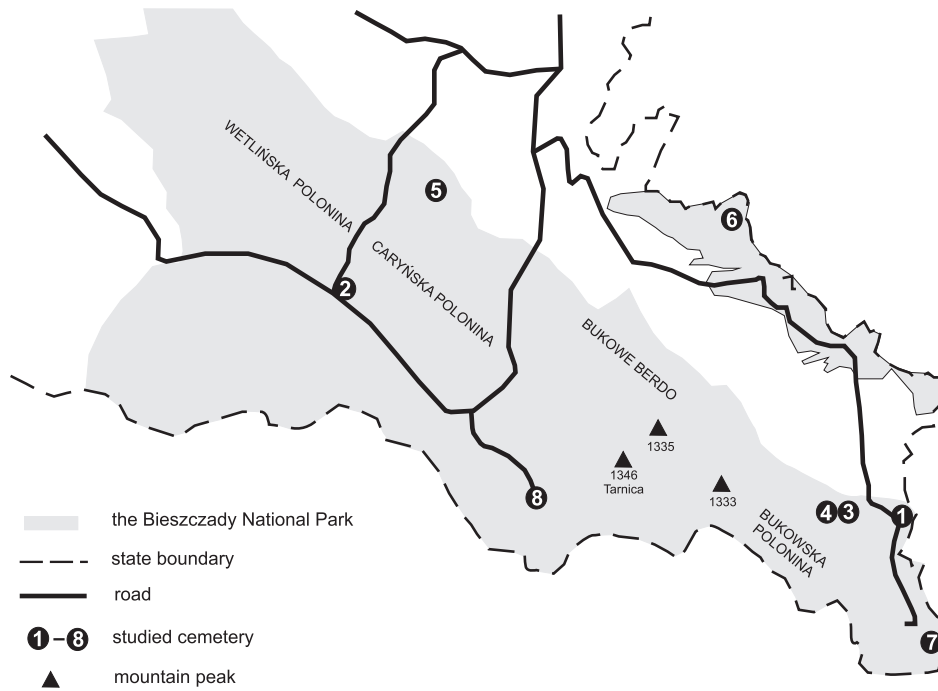 WETLIŃSKA POLONINA
5
6
CARYŃSKA POLONINA
2
BUKOWE BERDO
1335
1346
Tarnica
1333
8
4 3
1
BUKOWSKA
POLONINA
7
the Bieszczady National Park
state boundary
road
1 – 8 studied cemetery
mountain peak